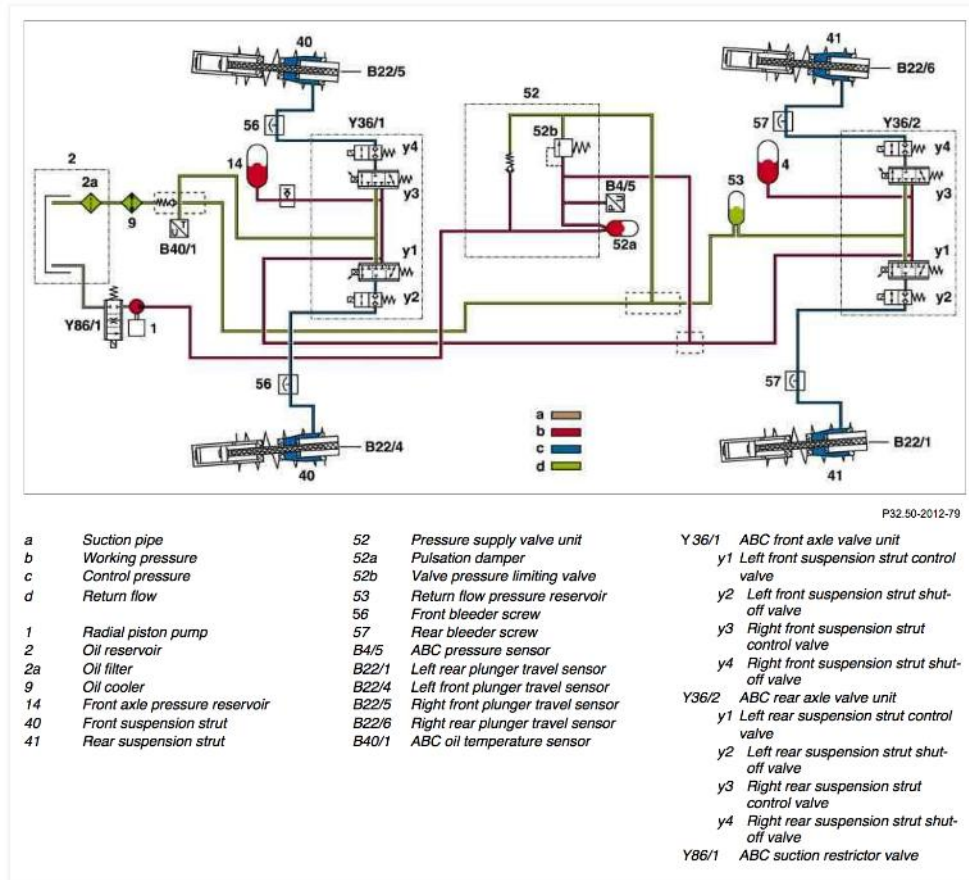 40
41
B22/5
B22/6
52
56
Y36/1
57
Y36/2
2
52b
y4
y4
14
4
2a
53
y3
B4/5
y3
9
B40/1
52a
y1
y1
y2
y2
Y86/1
1
56
57
a
b
B22/4
c
B22/1
d
40
41
P32.50-2012-79
a Suction pipe
b Working pressure
c Control pressure
d Return flow
1 Radial piston pump
2 Oil reservoir
2a Oil filter
9 Oil cooler
14 Front axle pressure reservoir
40 Front suspension strut
41 Rear suspension strut
52 Pressure supply valve unit
52a Pulsation damper
52b Valve pressure limiting valve
53 Return flow pressure reservoir
56 Front bleeder screw
57 Rear bleeder screw
B4/5 ABC pressure sensor
B22/1 Left rear plunger travel sensor
B22/4 Left front plunger travel sensor
B22/5 Right front plunger travel sensor
B22/6 Right rear plunger travel sensor
B40/1 ABC oil temperature sensor
Y 36/1 ABC front axle valve unit
y1 Left front suspension strut control
valve
y2 Left front suspension strut shut-
off valve
y3 Right front suspension strut
control valve
y4 Right front suspension strut shut-
off valve
Y36/2 ABC rear axle valve unit
y1 Left rear suspension strut control
valve
y2 Left rear suspension strut shut-
off valve
y3 Right rear suspension strut
control valve
y4 Right rear suspension strut shut-
off valve
Y86/1 ABC suction restrictor valve